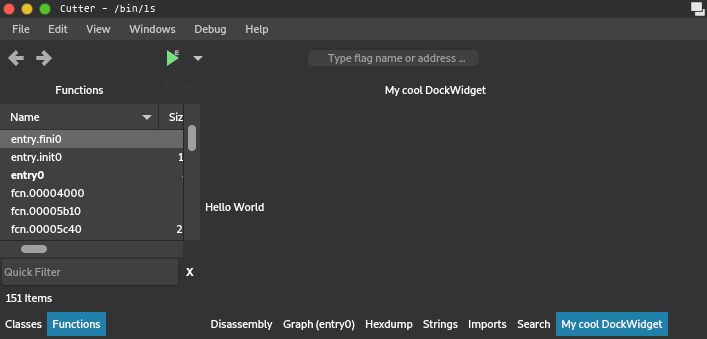 Cutter – /bin/ls
File Edit View Windows Debug Help
E
Type flag name or address ...
Functions
My cool DockWidget
Name Siz
entry.fini0
entry.init0 1
entry0
fcn.00004000
fcn.00005b10
fcn.00005c40 2
Hello World
Quick Filter X
151 Items
Classes Functions
Disassembly Graph (entry0) Hexdump Strings Imports Search My cool DockWidget